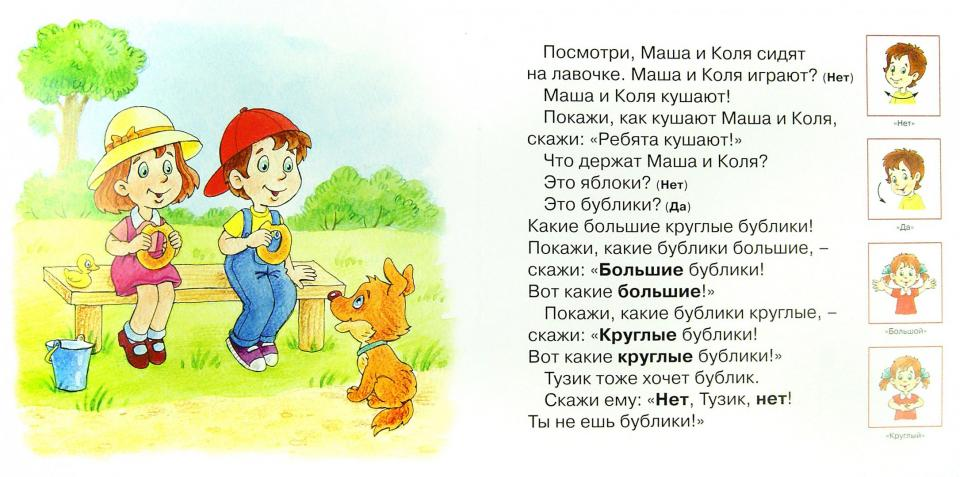 Посмотри, Маша и Коля сидят
на лавочке. Маша и Коля играют? (Нет)
Маша и Коля кушают!
Покажи, как кушают Маша и Коля,
скажи: «Ребята кушают!»
Что держат Маша и Коля?
Это яблоки? (Нет)
Это бублики? (Да)
Какие большие круглые бублики!
Покажи, какие бублики большие, –
скажи: «Большие бублики!
Вот какие большие!»
Покажи, какие бублики круглые, –
скажи: «Круглые бублики!
Вот какие круглые бублики!»
Тузик тоже хочет бублик.
Скажи ему: «Нет, Тузик, нет!
Ты не ешь бублики!»
«Нет»
«Да»
«Большой»
«Круглый»